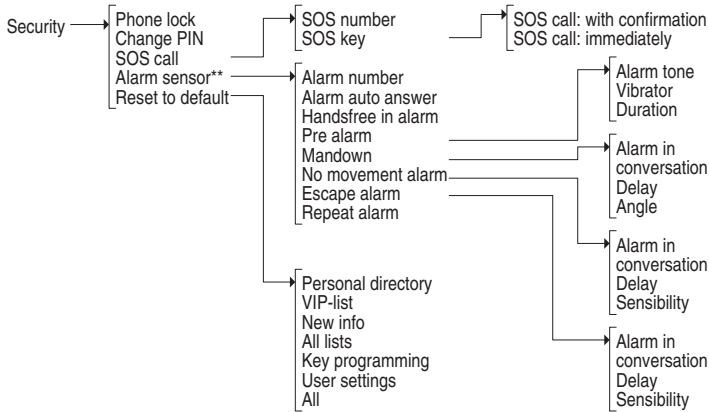 Security
Phone lock
Change PIN
SOS call
Alarm sensor**
Reset to default
SOS number
SOS key
SOS call: with confirmation
SOS call: immediately
Alarm number
Alarm auto answer
Handsfree in alarm
Pre alarm
Mandown
No movement alarm
Escape alarm
Repeat alarm
Alarm tone
Vibrator
Duration
Alarm in
conversation
Delay
Angle
Alarm in
conversation
Delay
Sensibility
Alarm in
conversation
Delay
Sensibility
Personal directory
VIP-list
New info
All lists
Key programming
User settings
All